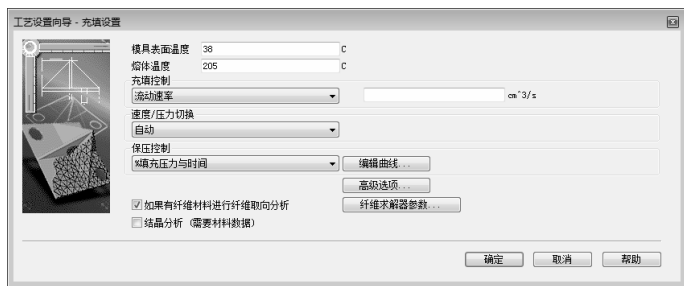 工艺设置向导 - 充填设置
模具表面温度 38 C
熔体温度 205 C
充填控制
流动速率 cm^3/s
速度/压力切换
自动
保压控制
%填充压力与时间 编辑曲线...
高级选项...
如果有纤维材料进行纤维取向分析 纤维求解器参数...
结晶分析 (需要材料数据)
确定 取消 帮助